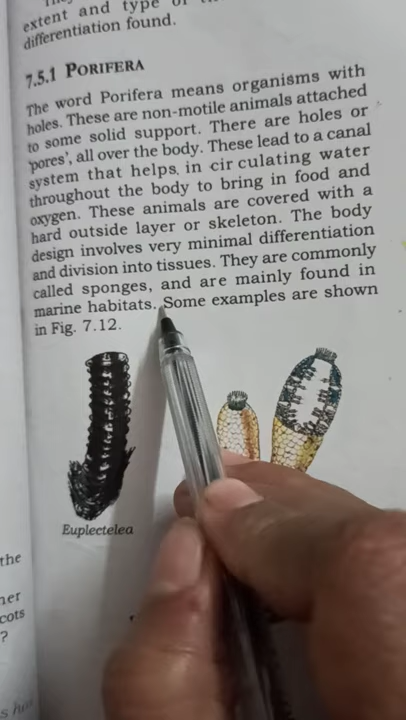 extent and type of
differentiation found.
7.5.1 PORIFERA
The word Porifera means organisms with
holes. These are non-motile animals attached
to some solid support. There are holes or
'pores', all over the body. These lead to a canal
system that helps in cir culating water
throughout the body to bring in food and
oxygen. These animals are covered with a
hard outside layer or skeleton. The body
design involves very minimal differentiation
and division into tissues. They are commonly
called sponges, and are mainly found in
marine habitats. Some examples are shown
in Fig. 7.12.
Euplectelea
the
?